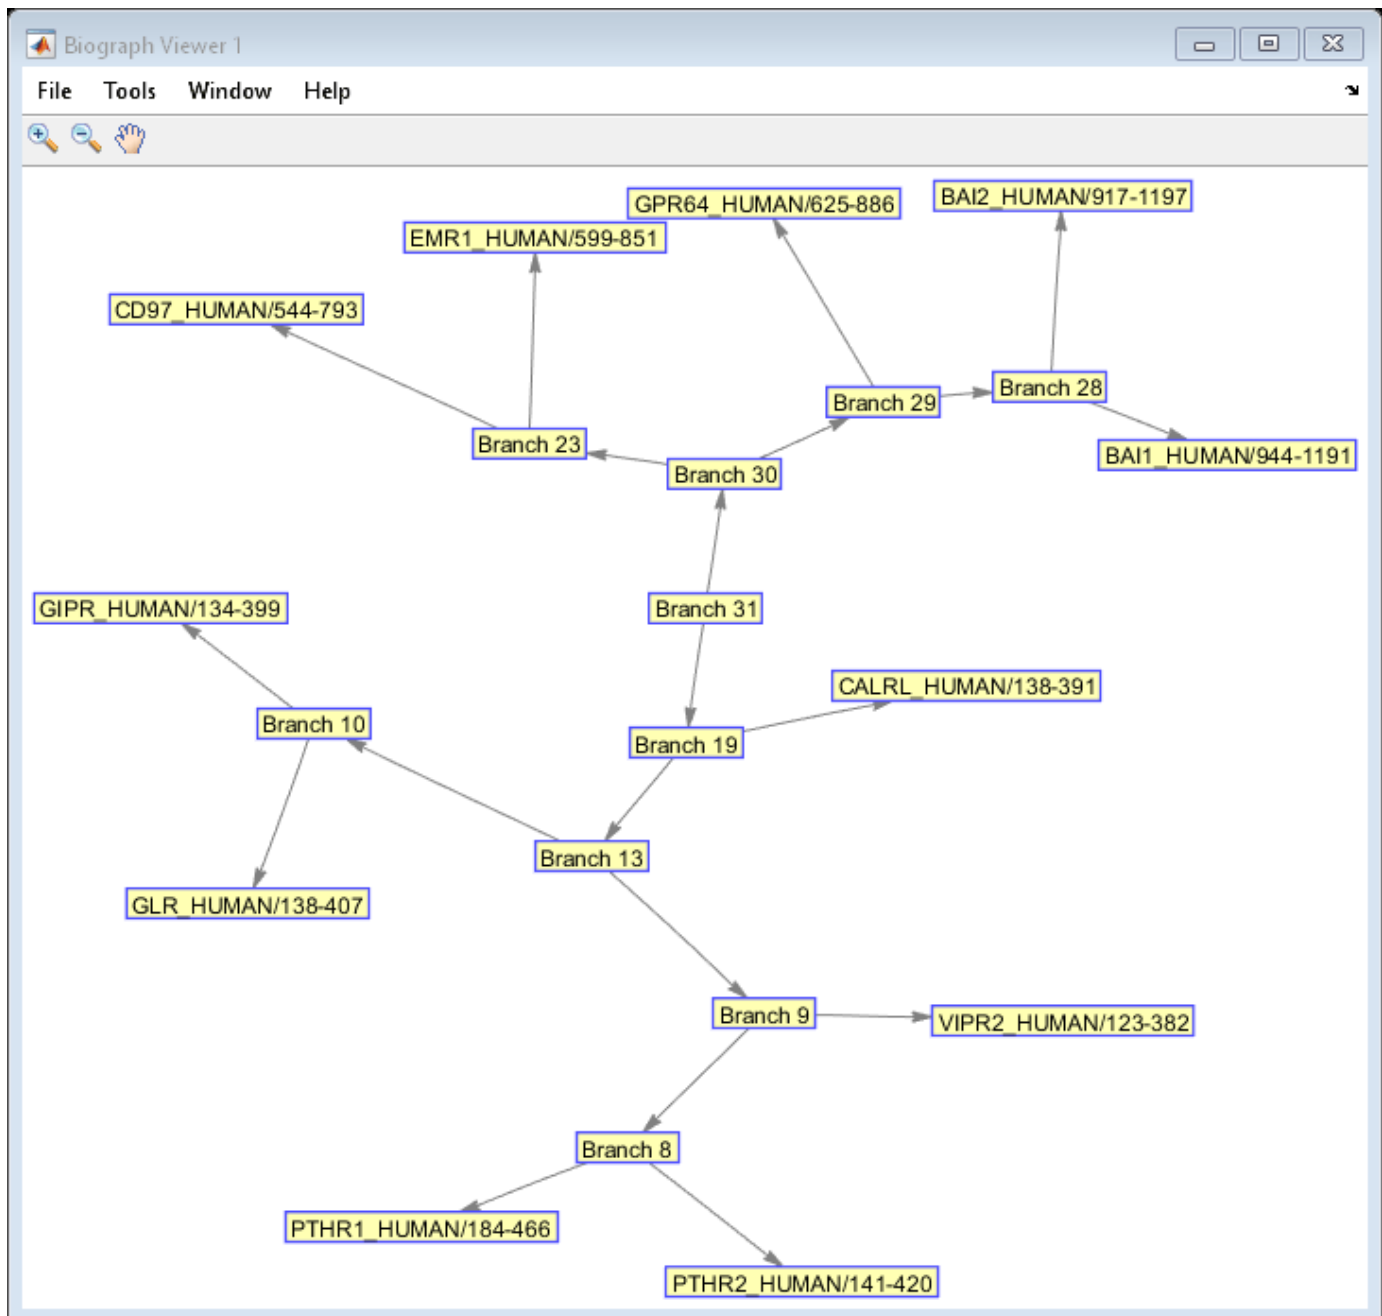 Biograph Viewer 1
File Tools Window Help
BAI2_HUMAN/917-1197
GPR64_HUMAN/625-886
EMR1_HUMAN/599-851
CD97_HUMAN/544-793
Branch 28
Branch 29
Branch 23
BAI1_HUMAN/944-1191
Branch 30
GIPR_HUMAN/134-399
Branch 31
CALRL_HUMAN/138-391
Branch 10
Branch 19
Branch 13
GLR_HUMAN/138-407
Branch 9
VIPR2_HUMAN/123-382
Branch 8
PTHR1_HUMAN/184-466
PTHR2_HUMAN/141-420